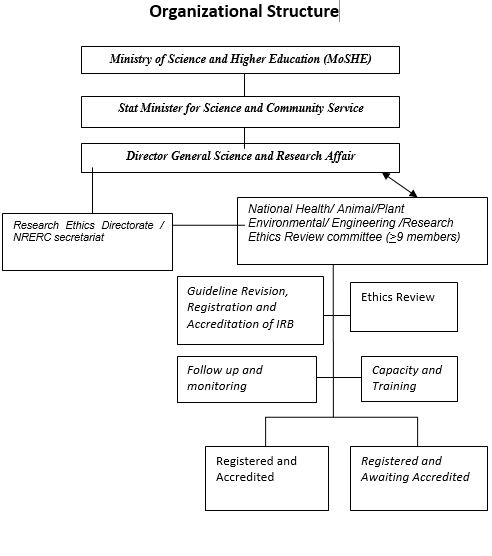 Organizational Structure
Ministry of Science and Higher Education (MoSHE)
Stat Minister for Science and Community Service
Director General Science and Research Affair
National Health/ Animal/Plant
Environmental/ Engineering /Research
Ethics Review committee (≥9 members)
Research Ethics Directorate /
NRERC secretariat
Guideline Revision,
Registration and
Accreditation of IRB
Ethics Review
Follow up and
monitoring
Capacity and
Training
Registered and
Accredited
Registered and
Awaiting Accredited